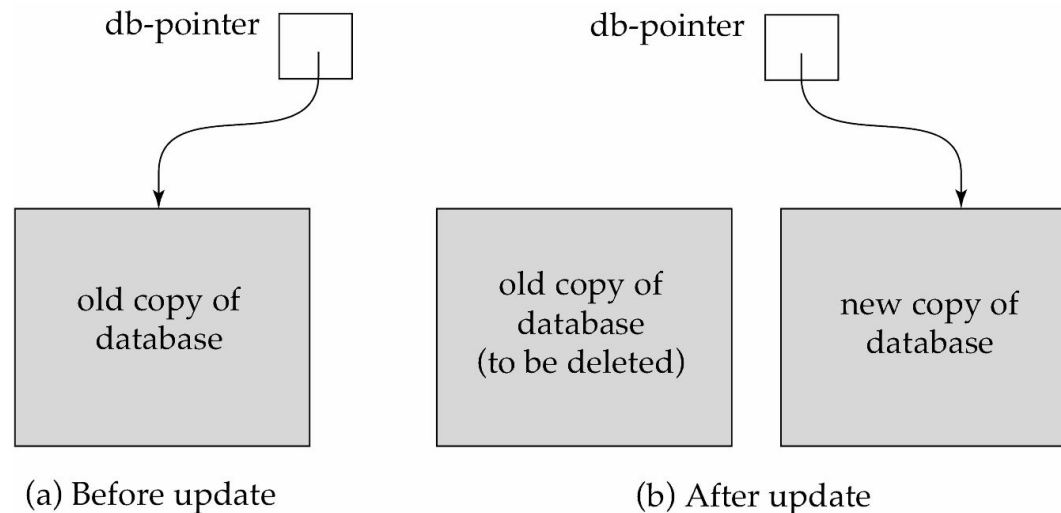 db-pointer
old copy of
database
(a) Before update
db-pointer
old copy of
database
(to be deleted)
new copy of
database
(b) After update